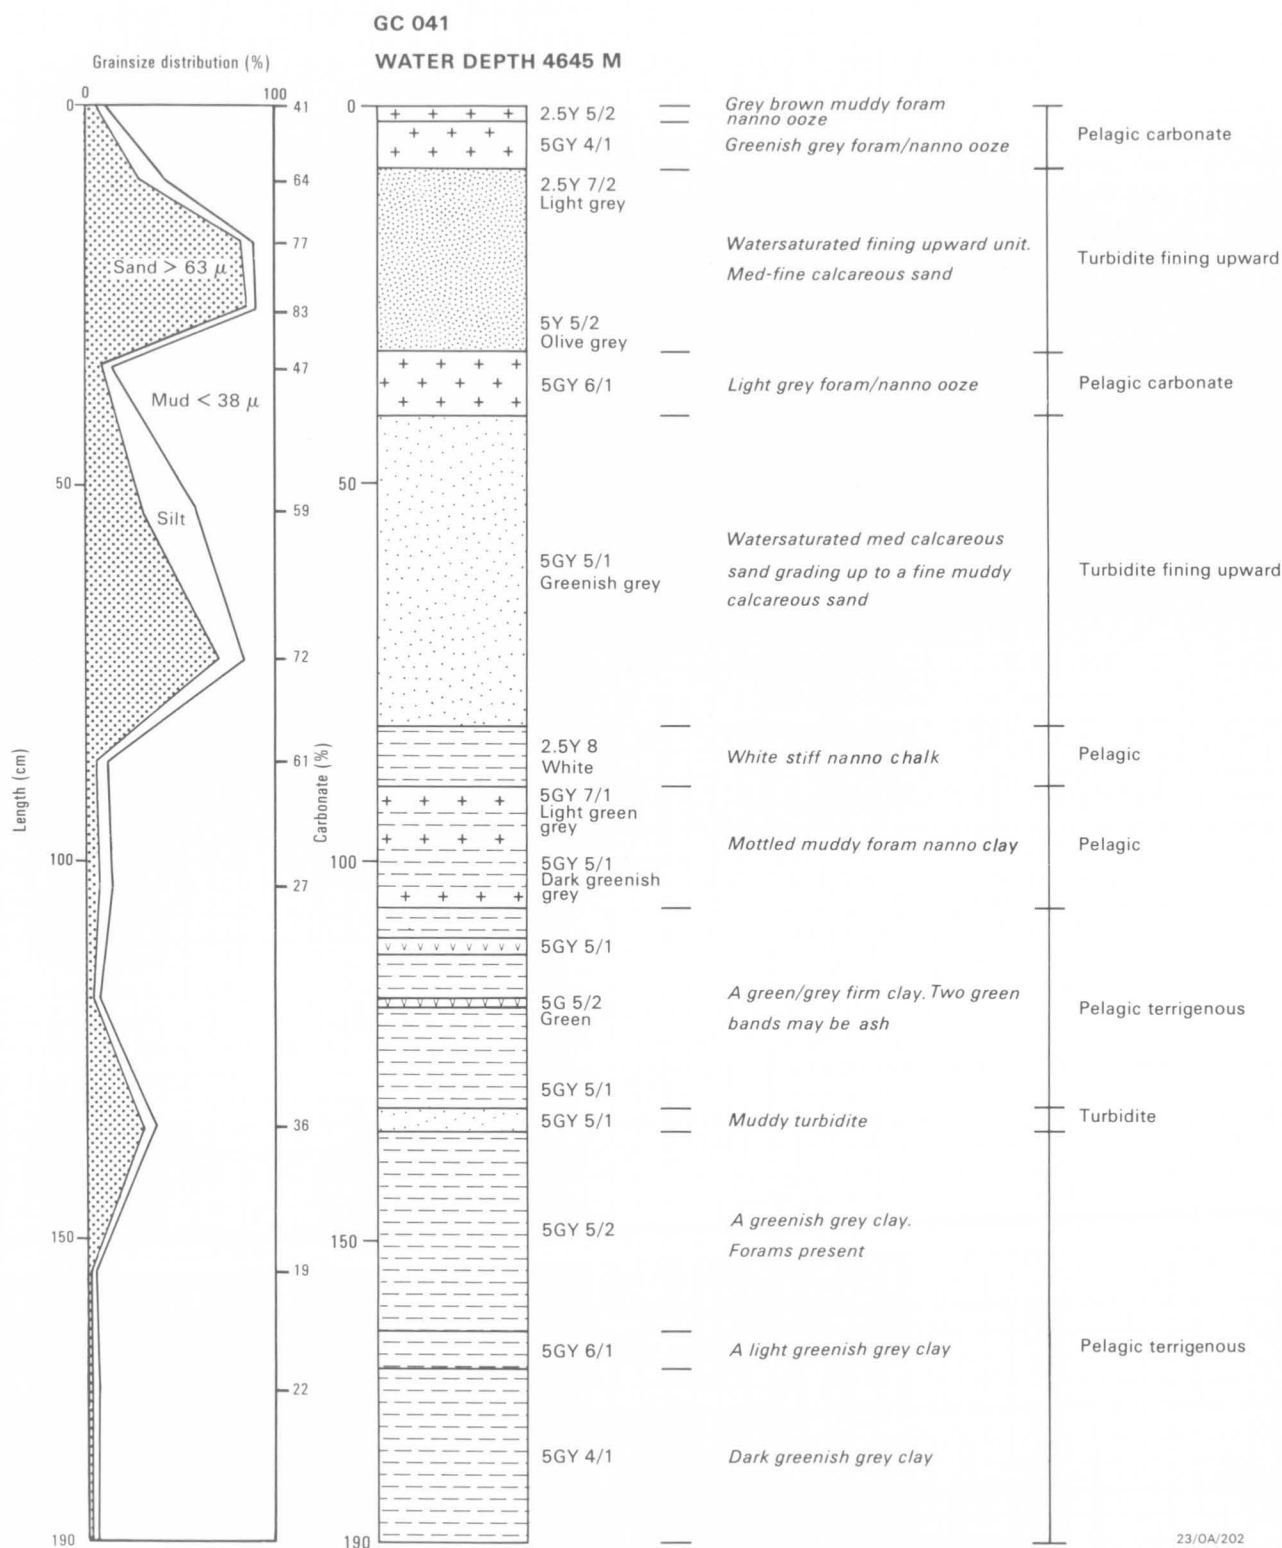 GC 041
WATER DEPTH 4645 M
Grainsize distribution (%)
0
100
0
50
100
150
190
Length (cm)
Sand > 63 μ
Mud < 38 μ
Silt
41
64
77
83
47
59
72
61
27
36
19
22
Carbonate (%)
0
50
100
150
190
2.5Y 5/2
5GY 4/1
2.5Y 7/2
Light grey
5Y 5/2
Olive grey
5GY 6/1
5GY 5/1
Greenish grey
2.5Y 8
White
5GY 7/1
Light green
grey
5GY 5/1
Dark greenish
grey
5GY 5/1
5G 5/2
Green
5GY 5/1
5GY 5/1
5GY 5/2
5GY 6/1
5GY 4/1
Grey brown muddy foram
nanno ooze
Greenish grey foram/nanno ooze
Watersaturated fining upward unit.
Med-fine calcareous sand
Light grey foram/nanno ooze
Watersaturated med calcareous
sand grading up to a fine muddy
calcareous sand
White stiff nanno chalk
Mottled muddy foram nanno clay
A green/grey firm clay. Two green
bands may be ash
Muddy turbidite
A greenish grey clay.
Forams present
A light greenish grey clay
Dark greenish grey clay
Pelagic carbonate
Turbidite fining upward
Pelagic carbonate
Turbidite fining upward
Pelagic
Pelagic
Pelagic terrigenous
Turbidite
Pelagic terrigenous
23/OA/202